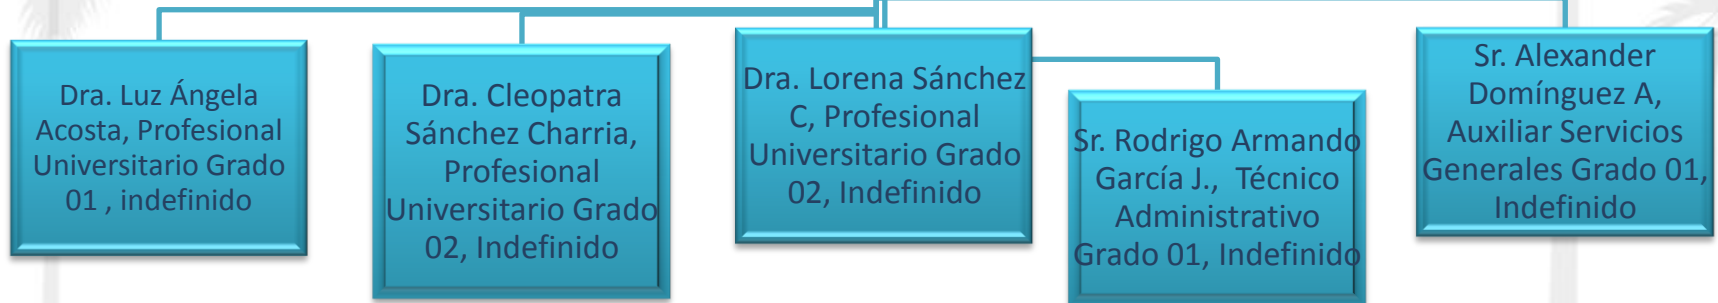 Dra. Luz Ángela
Acosta, Profesional
Universitario Grado
01 , indefinido
Dra. Cleopatra
Sánchez Charria,
Profesional
Universitario Grado
02, Indefinido
Dra. Lorena Sánchez
C, Profesional
Universitario Grado
02, Indefinido
Sr. Rodrigo Armando
García J.,  Técnico
Administrativo
Grado 01, Indefinido
Sr. Alexander
Domínguez A,
Auxiliar Servicios
Generales Grado 01,
Indefinido